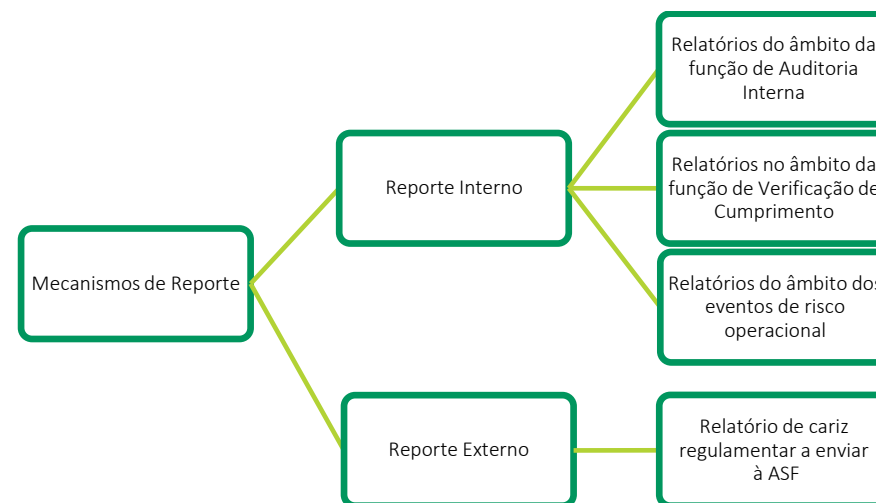 Relatórios do âmbito da
função de Auditoria
Interna
Reporte Interno
Relatórios no âmbito da
função de Verificação de
Cumprimento
Mecanismos de Reporte
Relatórios do âmbito dos
eventos de risco
operacional
Reporte Externo
Relatório de cariz
regulamentar a enviar
à ASF